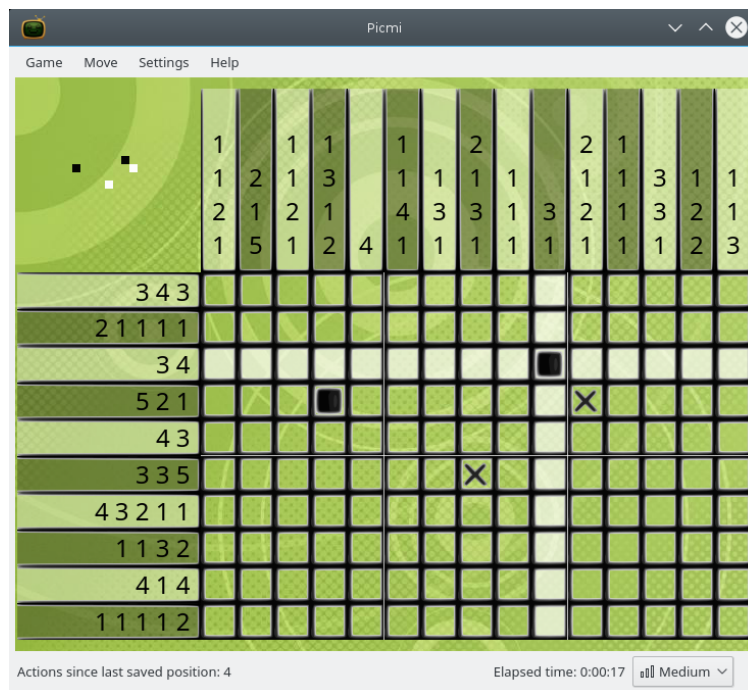 Picmi
Game Move Settings Help
1 1 1 1 2 2 1
1 2 1 3 1 1 1 1 1 1 3 1 1
2 1 2 1 4 3 3 1 3 2 1 3 2 1
1 5 1 2 4 1 1 1 1 1 1 1 1 2 3
3 4 3
2 1 1 1 1
3 4
5 2 1
4 3
3 3 5
4 3 2 1 1
1 1 3 2
4 1 4
1 1 1 1 2
Actions since last saved position: 4 Elapsed time: 0:00:17 Medium